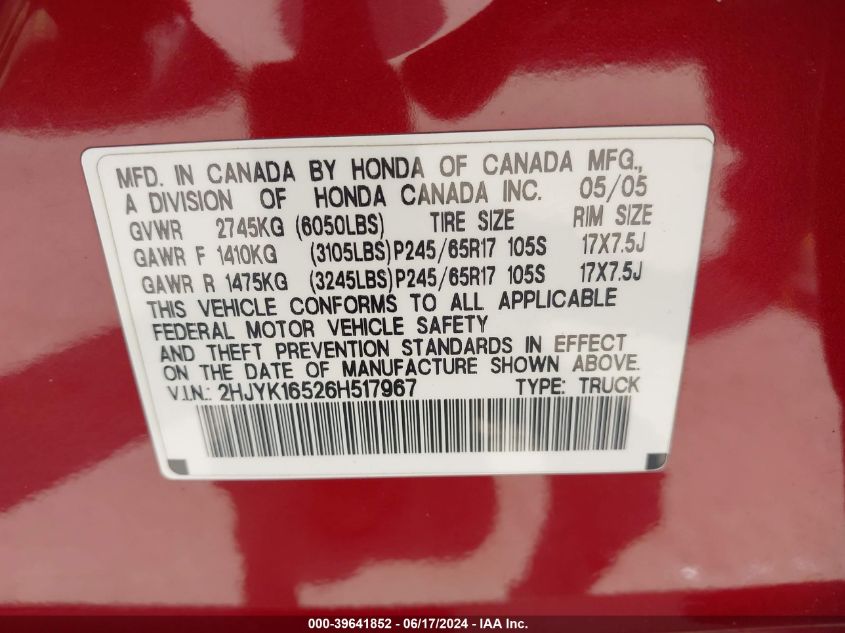 MFD. IN CANADA BY HONDA OF CANADA MFG.,
A DIVISION OF HONDA CANADA INC. 05/05
GVWR 2745KG (6050LBS) TIRE SIZE RIM SIZE
GAWR F 1410KG (3105LBS)P245/65R17 105S 17X7.5J
GAWR R 1475KG (3245LBS)P245/65R17 105S 17X7.5J
THIS VEHICLE CONFORMS TO ALL APPLICABLE
FEDERAL MOTOR VEHICLE SAFETY
AND THEFT PREVENTION STANDARDS IN EFFECT
ON THE DATE OF MANUFACTURE SHOWN ABOVE.
V.I.N.: 2HJYK16526H517967 TYPE: TRUCK
000-39641852 - 06/17/2024 - IAA Inc.